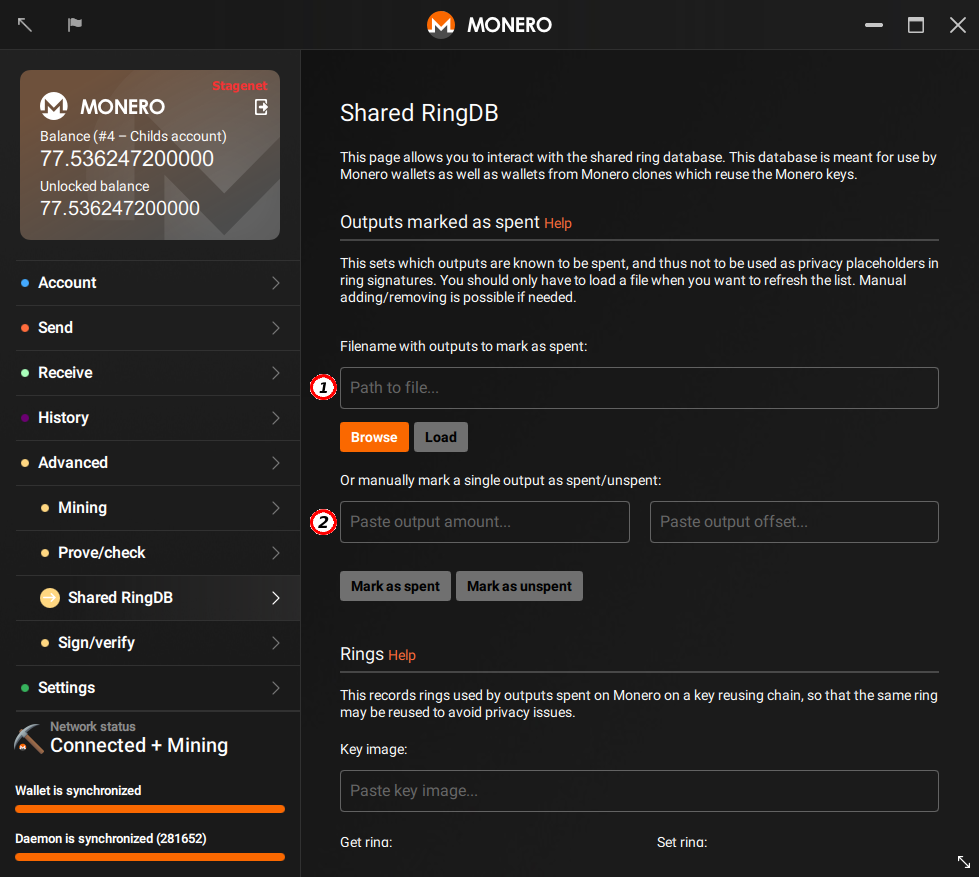 MONERO
Stagenet
MONERO
Balance (#4 – Childs account)
77.536247200000
Unlocked balance
77.536247200000
Account
Send
Receive
History
Advanced
Mining
Prove/check
Shared RingDB
Sign/verify
Settings
Network status
Connected + Mining
Wallet is synchronized
Daemon is synchronized (281652)
Shared RingDB
This page allows you to interact with the shared ring database. This database is meant for use by
Monero wallets as well as wallets from Monero clones which reuse the Monero keys.
Outputs marked as spent Help
This sets which outputs are known to be spent, and thus not to be used as privacy placeholders in
ring signatures. You should only have to load a file when you want to refresh the list. Manual
adding/removing is possible if needed.
Filename with outputs to mark as spent:
1 Path to file...
Browse Load
Or manually mark a single output as spent/unspent:
2 Paste output amount... Paste output offset...
Mark as spent Mark as unspent
Rings Help
This records rings used by outputs spent on Monero on a key reusing chain, so that the same ring
may be reused to avoid privacy issues.
Key image:
Paste key image...
Get ring: Set ring: